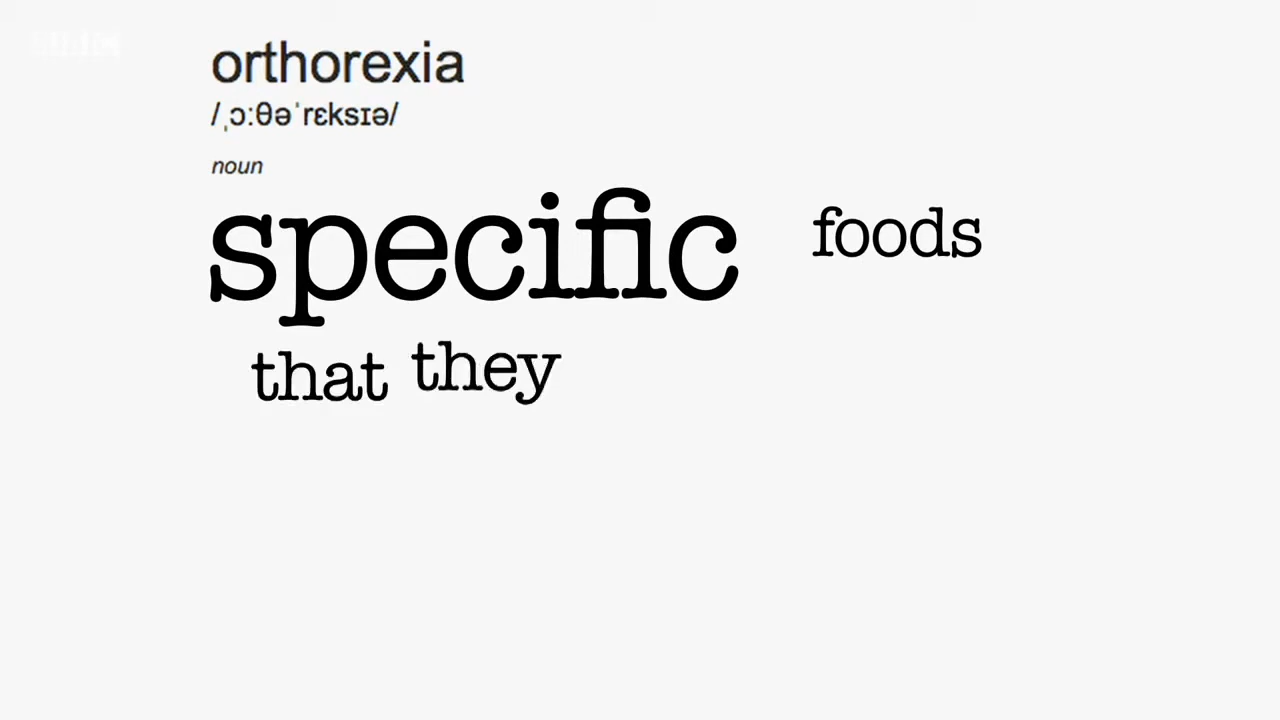 orthorexia
/ˌɔːθəˈrɛksɪə/
noun
specific foods
that they